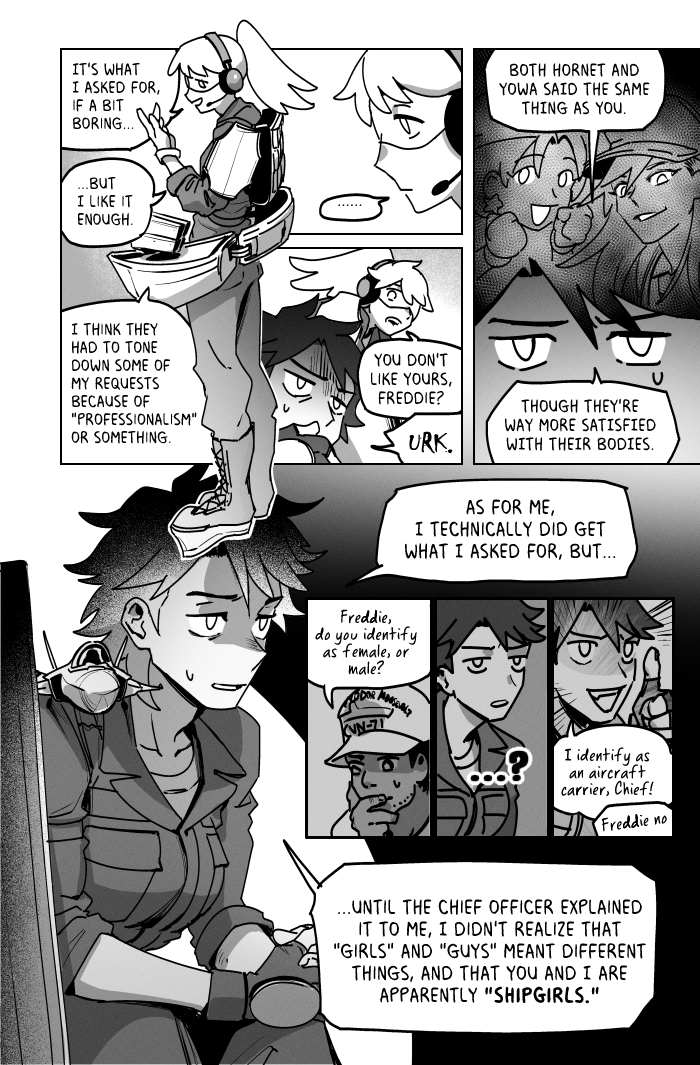 IT'S WHAT
I ASKED FOR,
IF A BIT
BORING...
...BUT
I LIKE IT
ENOUGH.
......
BOTH HORNET AND
YOWA SAID THE SAME
THING AS YOU.
I THINK THEY
HAD TO TONE
DOWN SOME OF
MY REQUESTS
BECAUSE OF
"PROFESSIONALISM"
OR SOMETHING.
YOU DON'T
LIKE YOURS,
FREDDIE?
URK.
THOUGH THEY'RE
WAY MORE SATISFIED
WITH THEIR BODIES.
AS FOR ME,
I TECHNICALLY DID GET
WHAT I ASKED FOR, BUT...
Freddie,
do you identify
as female, or
male?
CVN-71
...?
I identify as
an aircraft
carrier, Chief!
Freddie no
...UNTIL THE CHIEF OFFICER EXPLAINED
IT TO ME, I DIDN'T REALIZE THAT
"GIRLS" AND "GUYS" MEANT DIFFERENT
THINGS, AND THAT YOU AND I ARE
APPARENTLY "SHIPGIRLS."